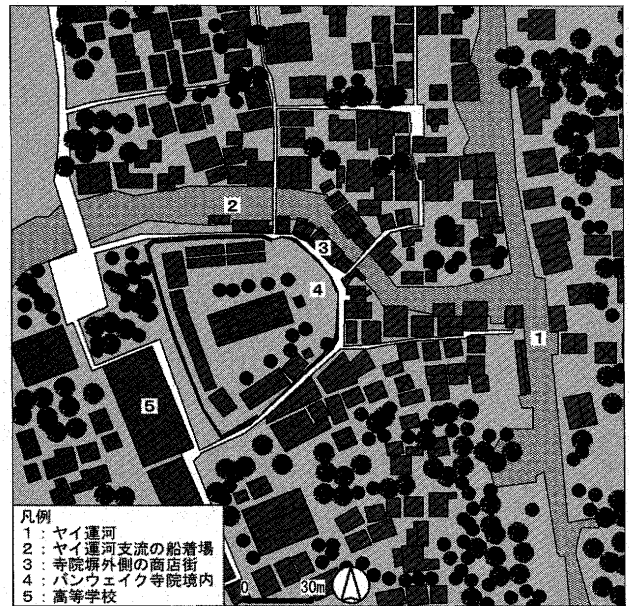 2
3
4
1
5
凡例
1：ヤイ運河
2：ヤイ運河支流の船着場
3：寺院塀外側の商店街
4：バンウェイク寺院境内
5：高等学校
0 30m